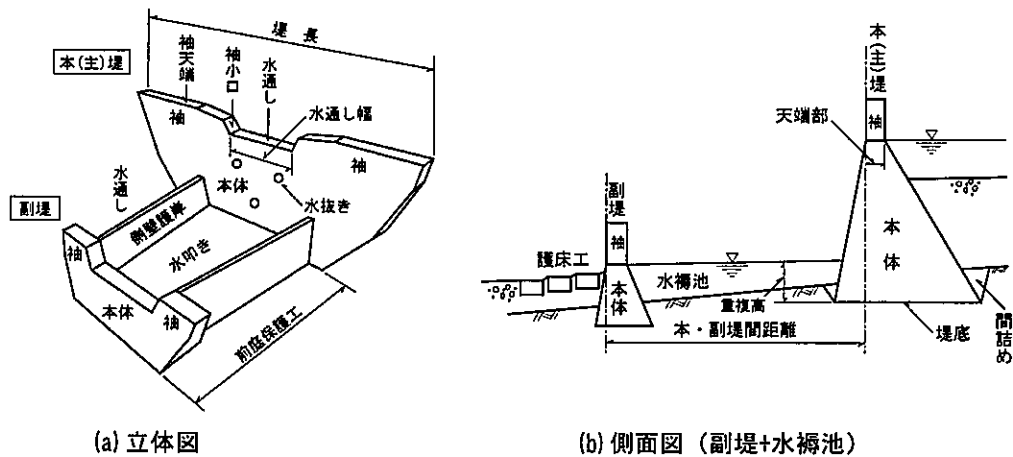 堤長
本(主)堤
袖天端
袖小口
水通し
水通し幅
袖
袖
水抜き
本体
水通し
副堤
側壁護岸
水叩き
袖
本体
袖
前庭保護工
(a) 立体図
本(主)堤
天端部
袖
副堤
袖
本体
護床工
水褥池
本体
重複高
本・副堤間距離
堤底
間詰め
(b) 側面図（副堤+水褥池）